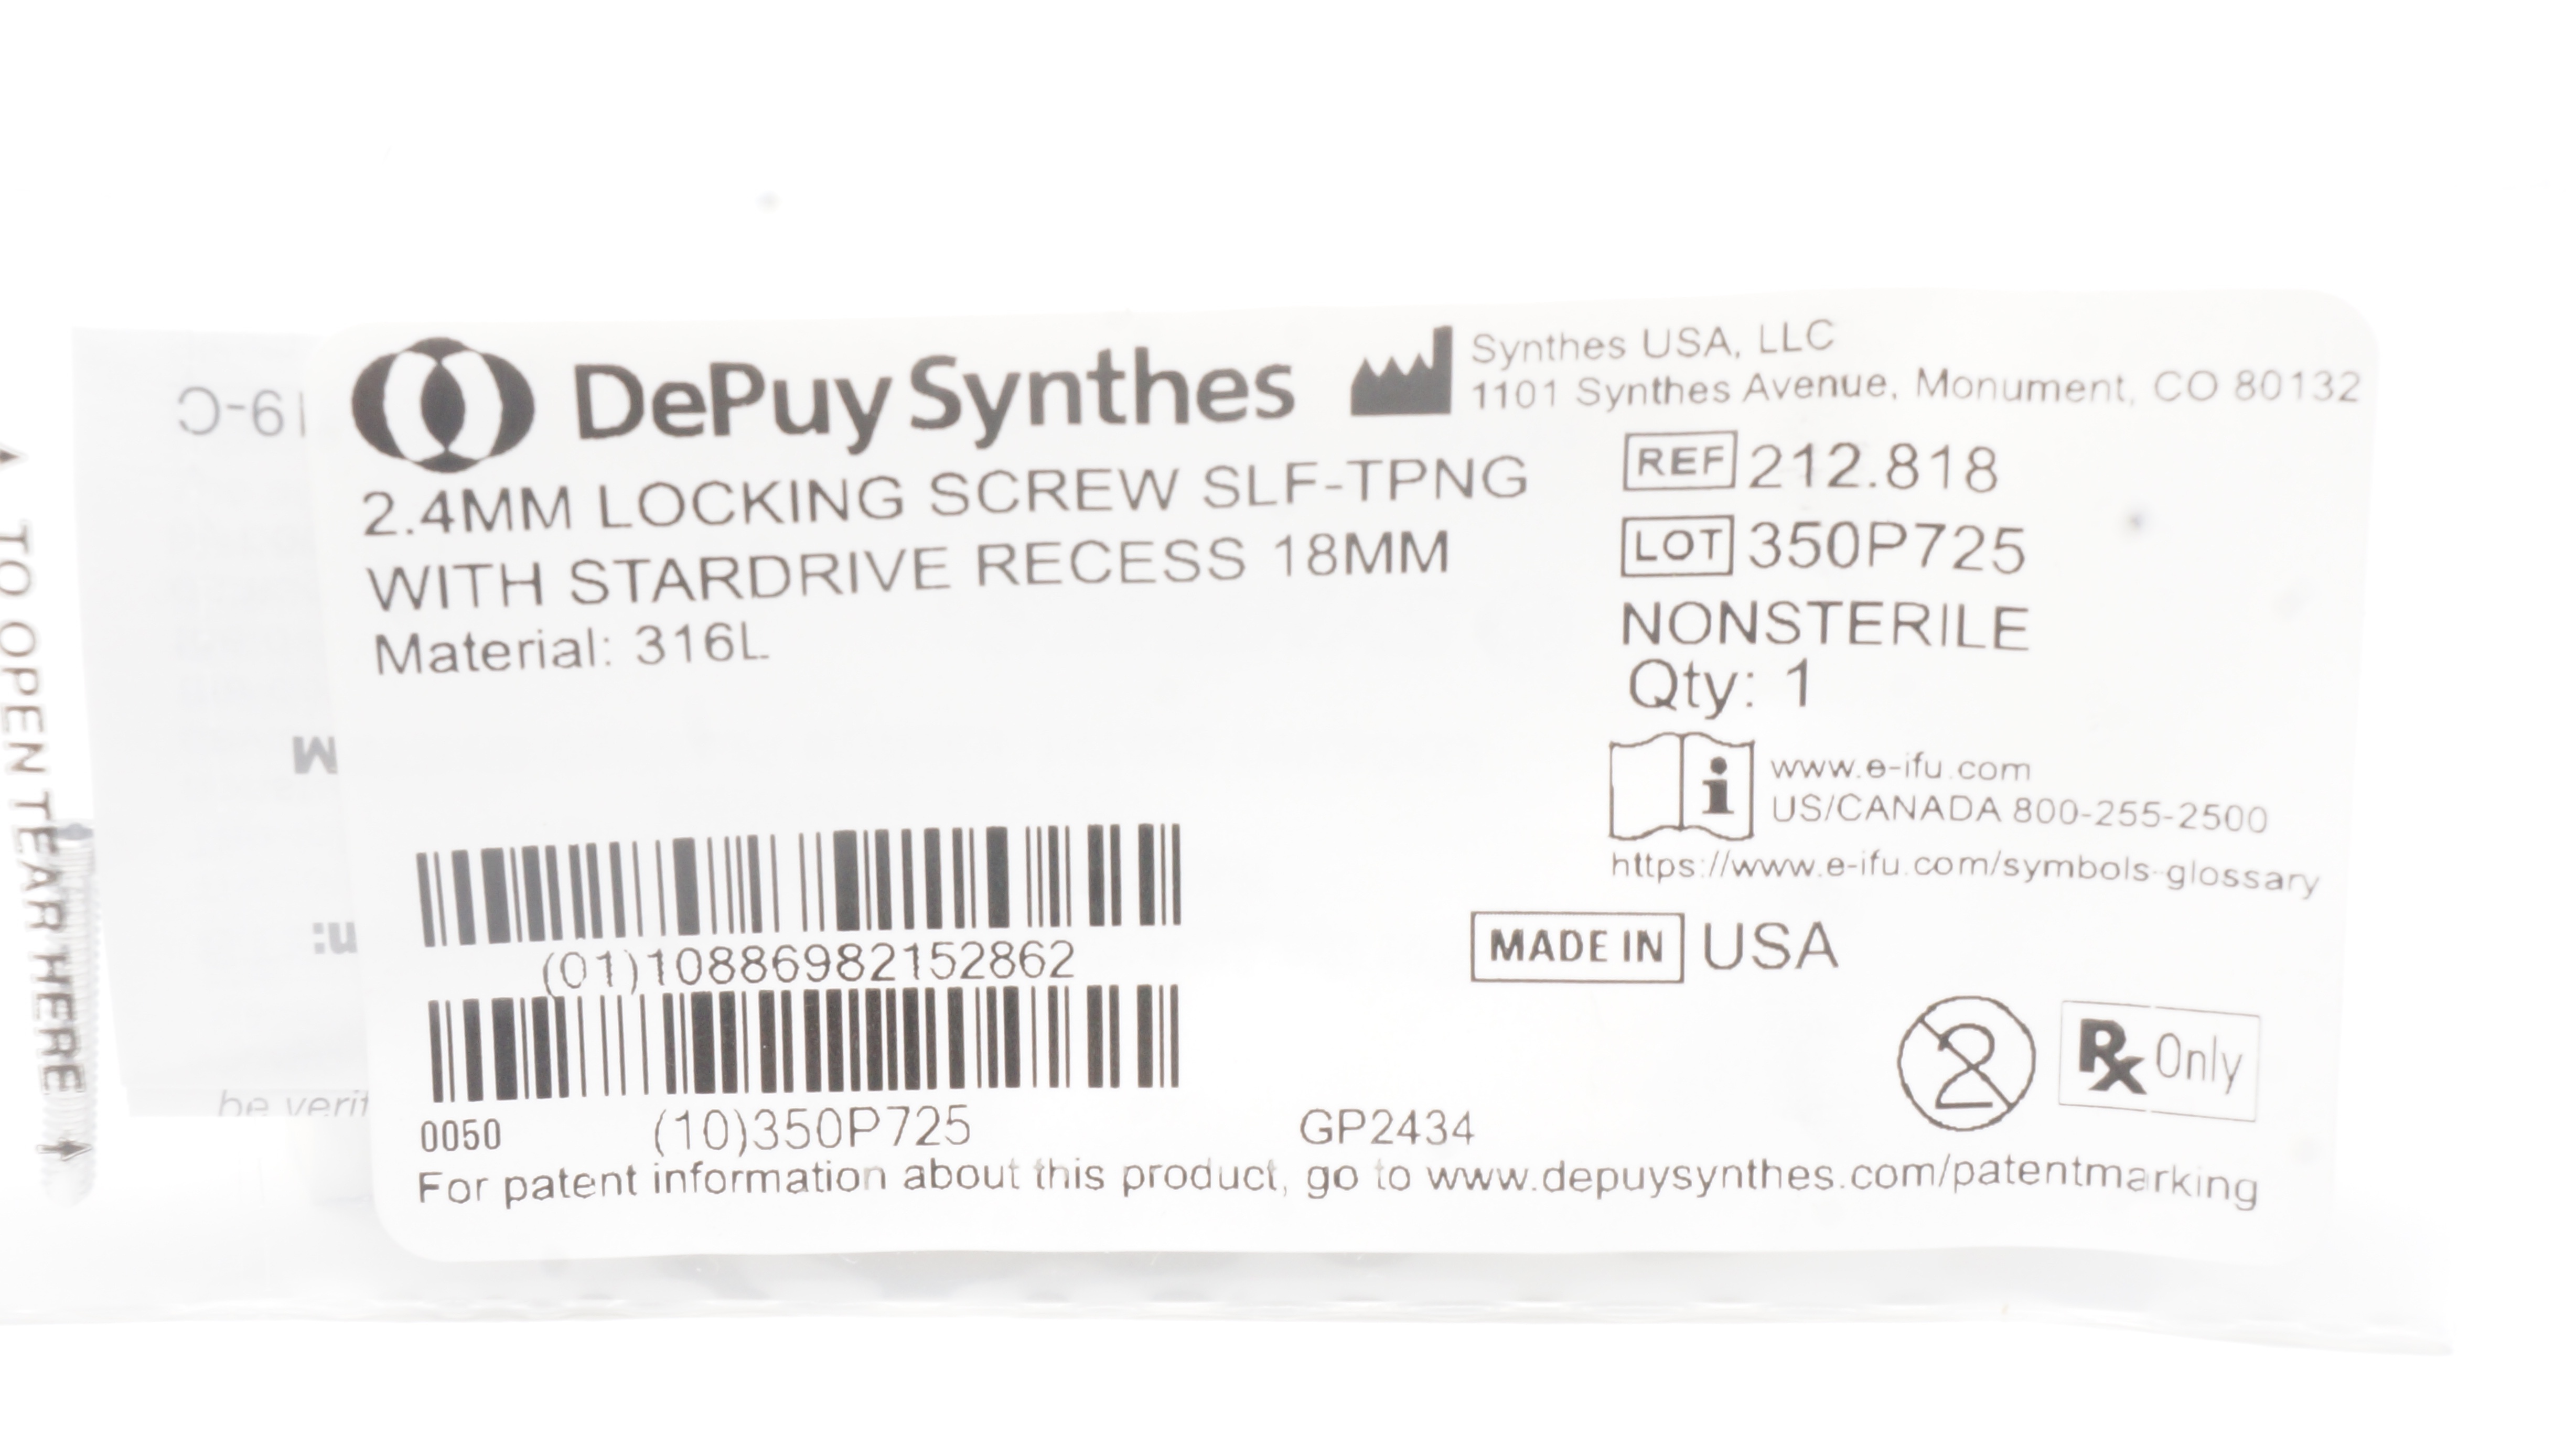 DePuy Synthes
Synthes USA, LLC
1101 Synthes Avenue, Monument, CO 80132
2.4MM LOCKING SCREW SLF-TPNG
WITH STARDRIVE RECESS 18MM
Material: 316L
REF 212.818
LOT 350P725
NONSTERILE
Qty: 1
www.e-ifu.com
US/CANADA 800-255-2500
https://www.e-ifu.com/symbols-glossary
MADE IN USA
(01)10886982152862
2
Rx Only
0050 (10)350P725 GP2434
For patent information about this product, go to www.depuysynthes.com/patentmarking
TO OPEN TEAR HERE
be